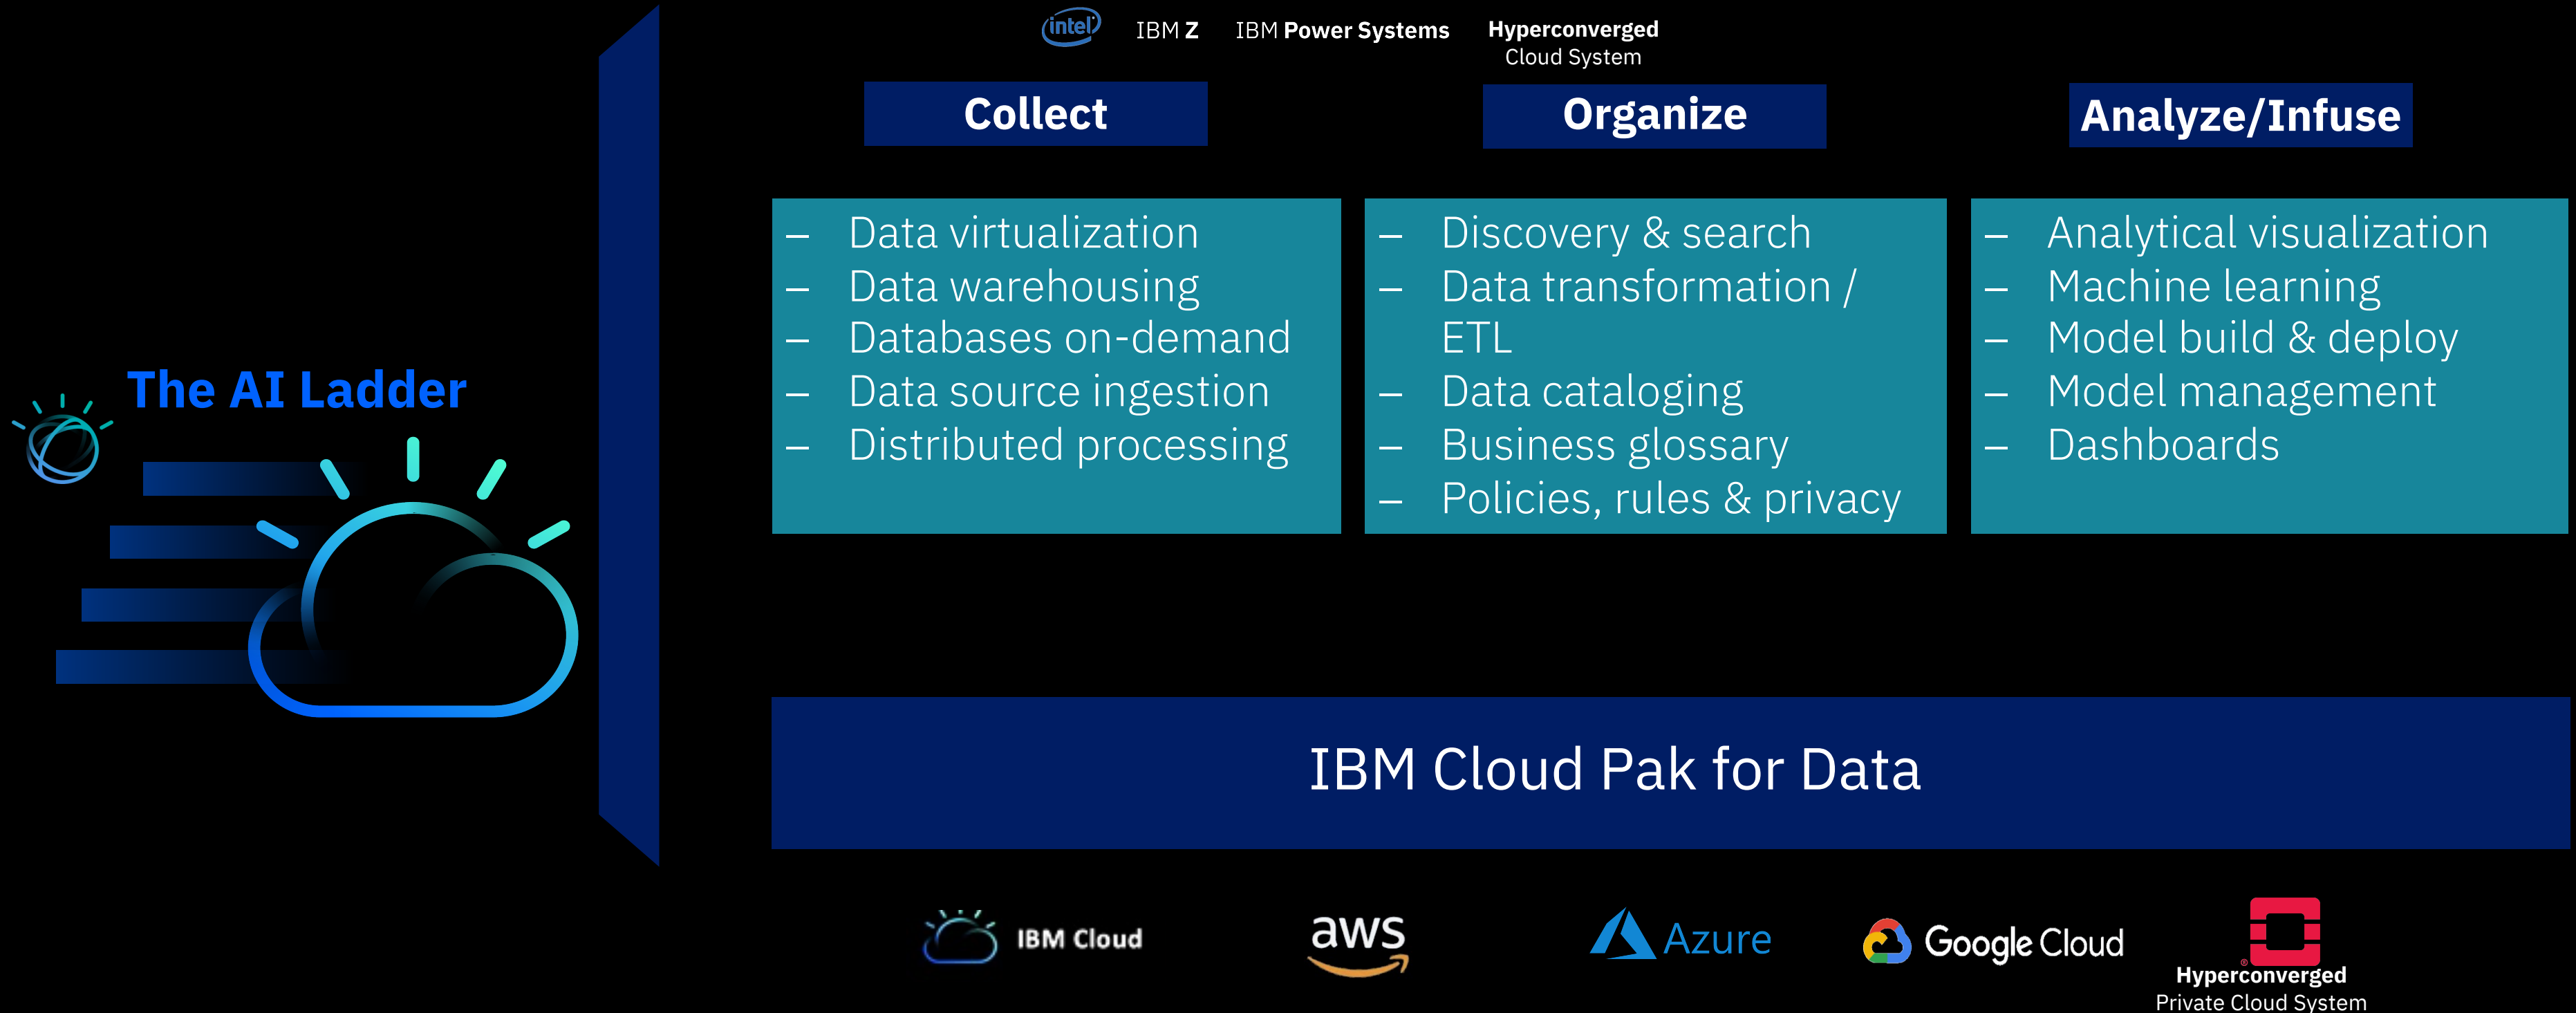 intel
IBM Z
IBM Power Systems
Hyperconverged
Cloud System
Collect
Organize
Analyze/Infuse
– Data virtualization
– Data warehousing
– Databases on-demand
– Data source ingestion
– Distributed processing
– Discovery & search
– Data transformation /
ETL
– Data cataloging
– Business glossary
– Policies, rules & privacy
– Analytical visualization
– Machine learning
– Model build & deploy
– Model management
– Dashboards
The AI Ladder
IBM Cloud Pak for Data
IBM Cloud
aws
Azure
Google Cloud
®
Hyperconverged
Private Cloud System